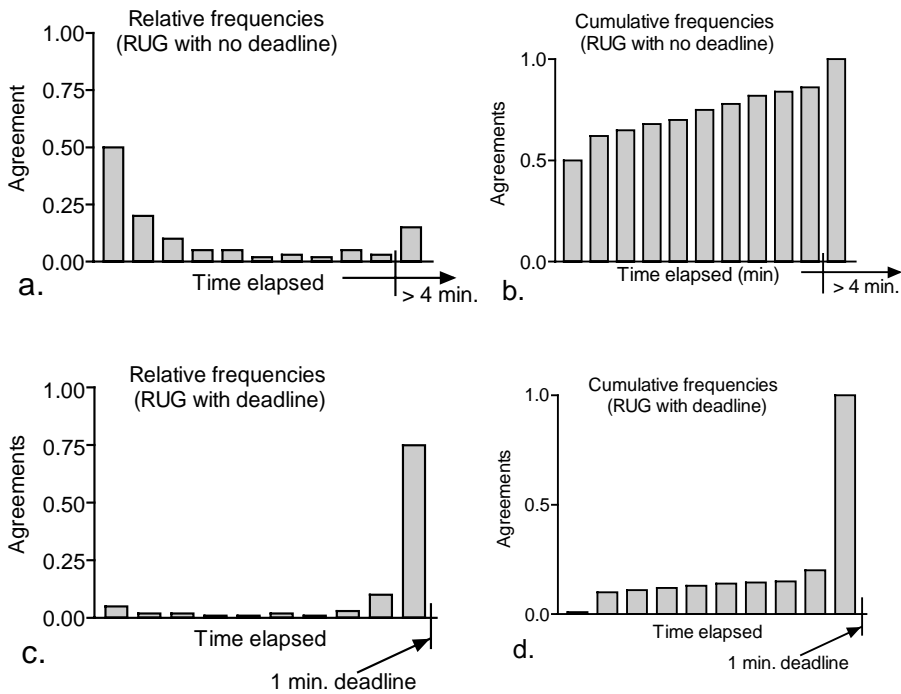 Relative frequencies
(RUG with no deadline)
1.00
0.75
0.50
0.25
0.00
Agreement
Time elapsed
> 4 min.
a.
Cumulative frequencies
(RUG with no deadline)
1.0
0.5
0.0
Agreements
Time elapsed (min)
> 4 min.
b.
Relative frequencies
(RUG with deadline)
1.00
0.75
0.50
0.25
0.00
Agreements
Time elapsed
1 min. deadline
c.
Cumulative frequencies
(RUG with deadline)
1.0
0.5
0.0
Agreements
Time elapsed
1 min. deadline
d.